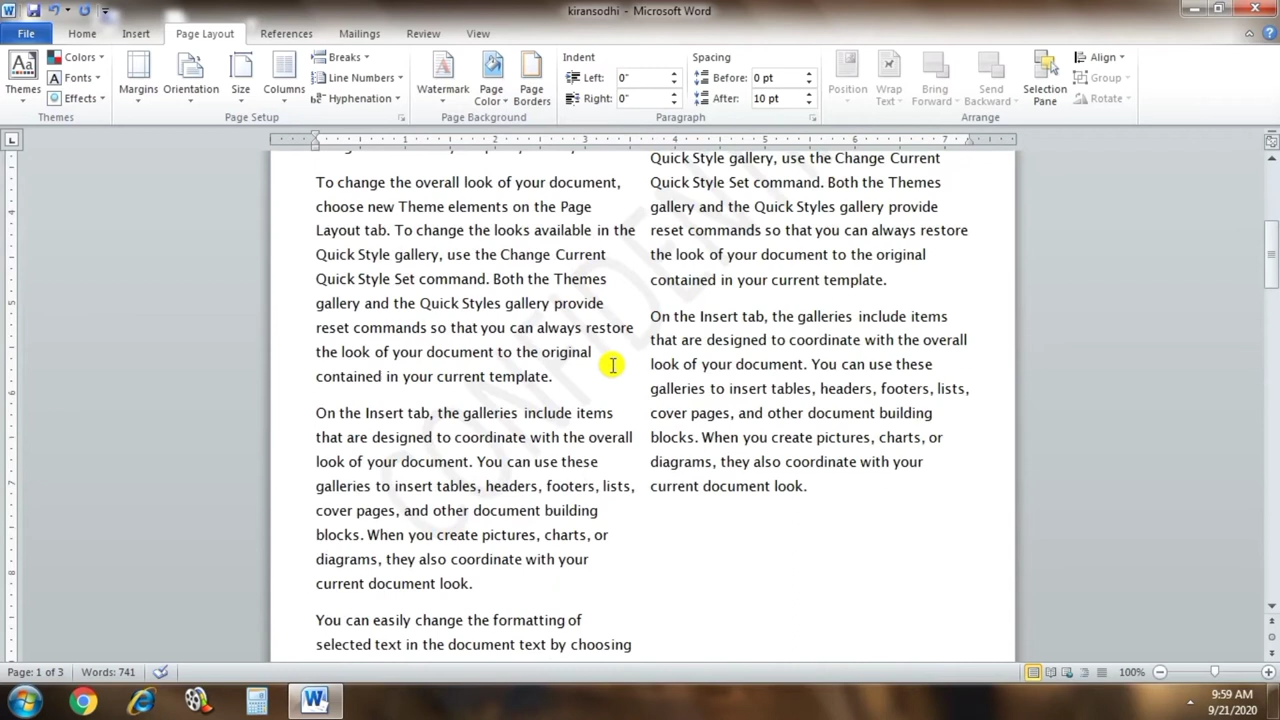 kiransodhi - Microsoft Word
File Home Insert Page Layout References Mailings Review View
Themes
Colors
Fonts
Effects
Themes
Margins
Orientation
Size
Columns
Breaks
Line Numbers
Hyphenation
Page Setup
Watermark
Page Color
Page Borders
Page Background
Indent
Left: 0"
Right: 0"
Spacing
Before: 0 pt
After: 10 pt
Paragraph
Position
Wrap Text
Bring Forward
Send Backward
Selection Pane
Align
Group
Rotate
Arrange
1 2 3 4 5 6 7
4
5
6
7
8
CONFIDEN
To change the overall look of your document,
choose new Theme elements on the Page
Layout tab. To change the looks available in the
Quick Style gallery, use the Change Current
Quick Style Set command. Both the Themes
gallery and the Quick Styles gallery provide
reset commands so that you can always restore
the look of your document to the original
contained in your current template.
On the Insert tab, the galleries include items
that are designed to coordinate with the overall
look of your document. You can use these
galleries to insert tables, headers, footers, lists,
cover pages, and other document building
blocks. When you create pictures, charts, or
diagrams, they also coordinate with your
current document look.
You can easily change the formatting of
selected text in the document text by choosing
Quick Style gallery, use the Change Current
Quick Style Set command. Both the Themes
gallery and the Quick Styles gallery provide
reset commands so that you can always restore
the look of your document to the original
contained in your current template.
On the Insert tab, the galleries include items
that are designed to coordinate with the overall
look of your document. You can use these
galleries to insert tables, headers, footers, lists,
cover pages, and other document building
blocks. When you create pictures, charts, or
diagrams, they also coordinate with your
current document look.
Page: 1 of 3 Words: 741
100%
9:59 AM
9/21/2020